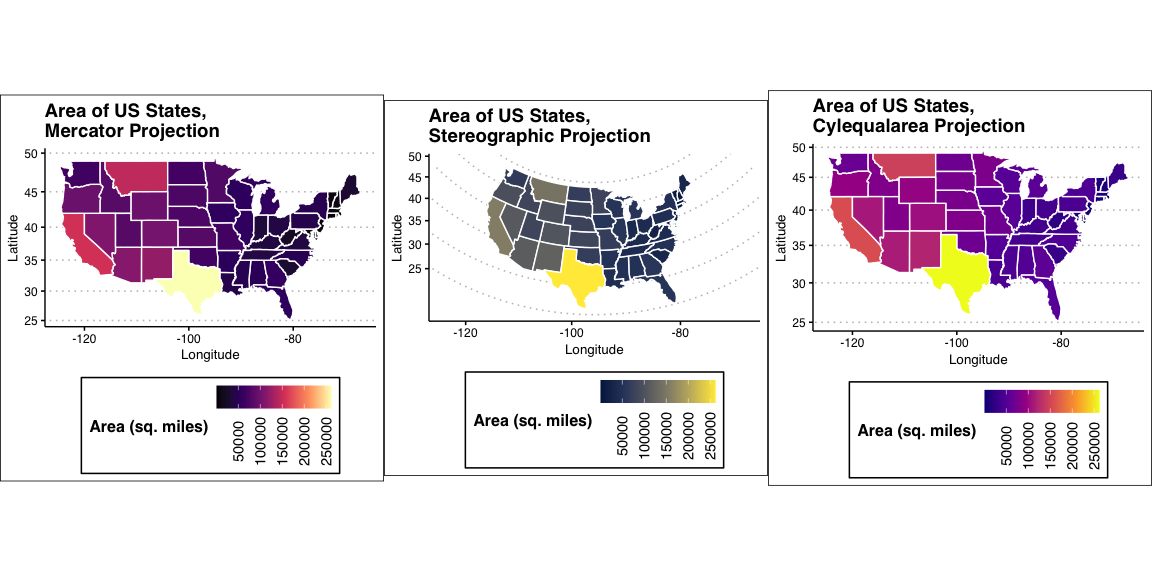 Area of US States,
Mercator Projection
50
45
40
35
30
25
Latitude
-120
-100
-80
Longitude
Area (sq. miles)
50000
100000
150000
200000
250000
Area of US States,
Stereographic Projection
50
45
40
35
30
25
Latitude
-120
-100
-80
Longitude
Area (sq. miles)
50000
100000
150000
200000
250000
Area of US States,
Cylequalarea Projection
50
45
40
35
30
25
Latitude
-120
-100
-80
Longitude
Area (sq. miles)
50000
100000
150000
200000
250000